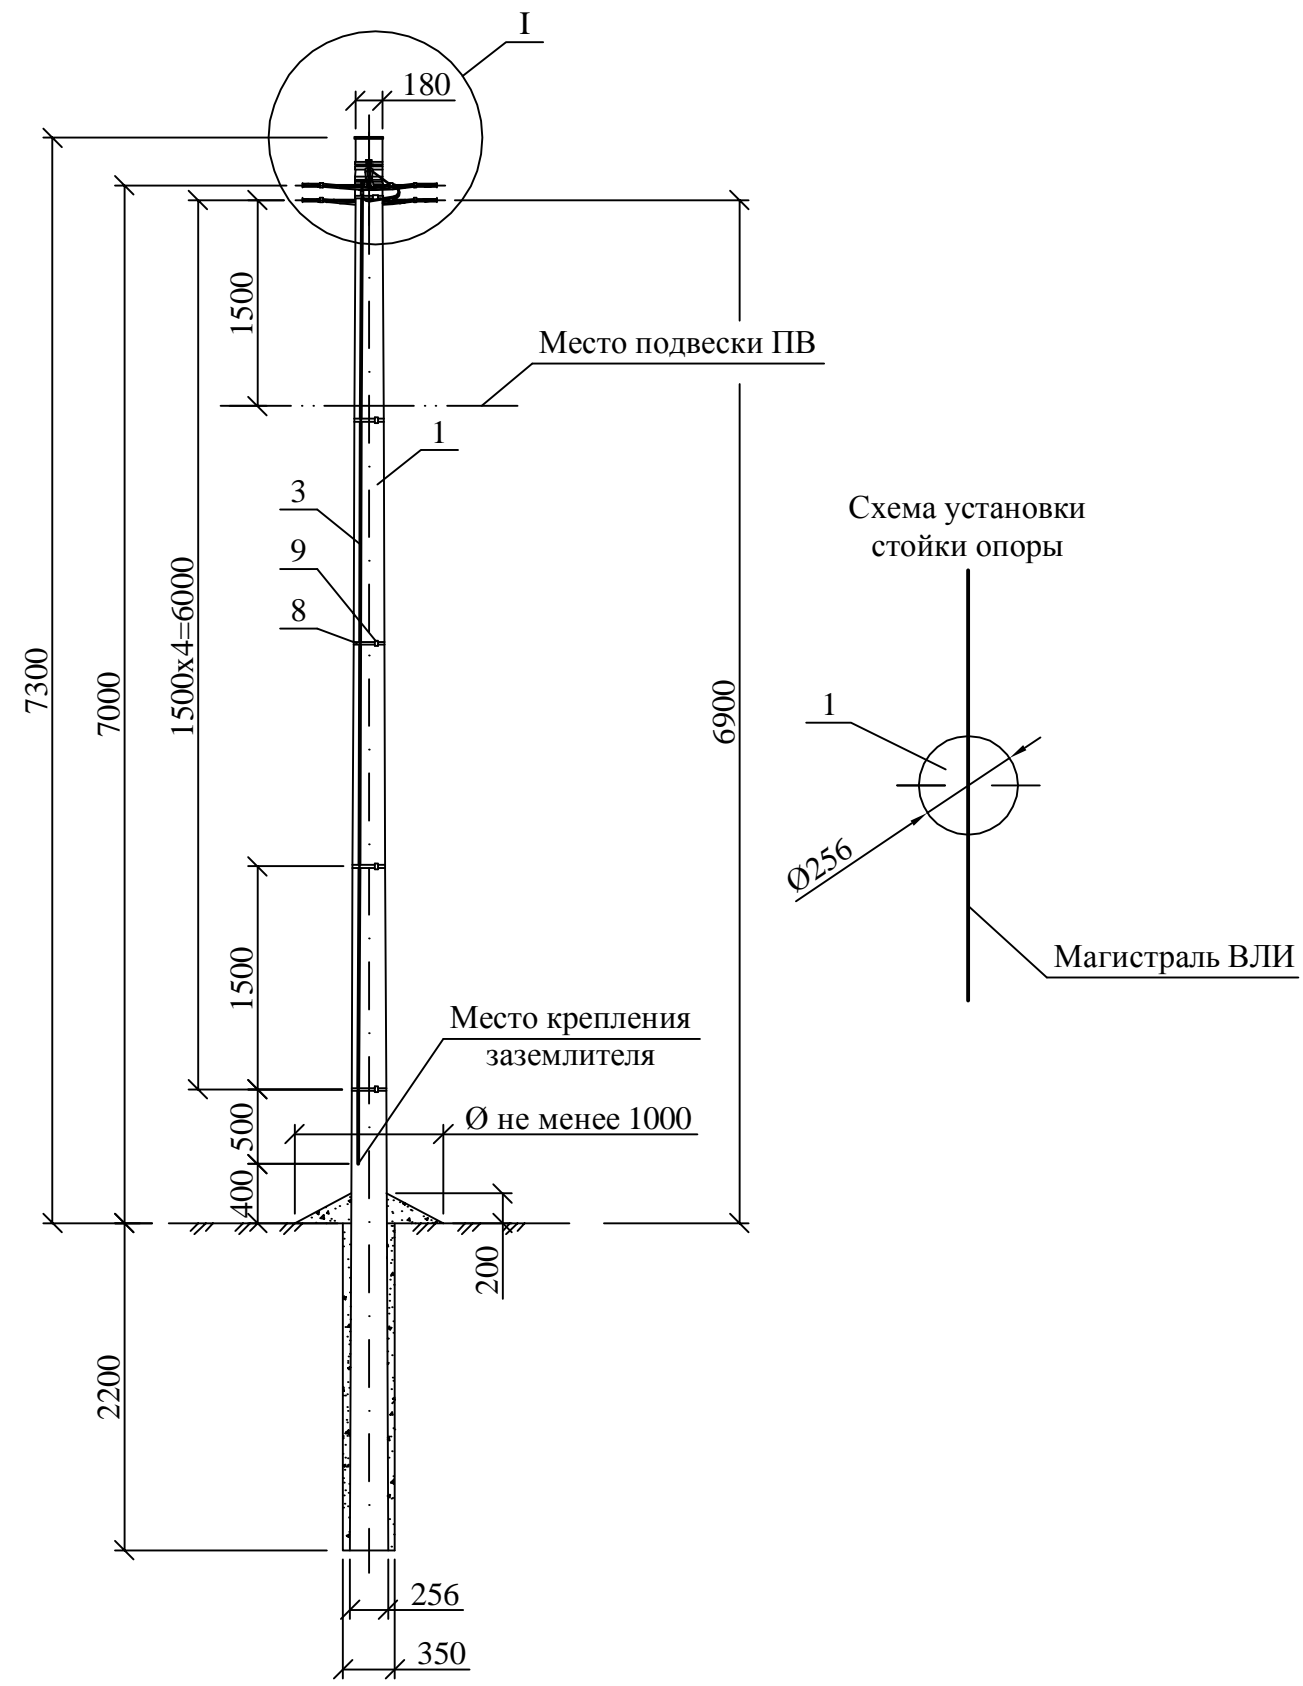 I
180
1500
Место подвески ПВ
1
3
9
8
Схема установки
стойки опоры
7300
7000
1500х4=6000
6900
1
Ø256
Магистраль ВЛИ
1500
Место крепления
заземлителя
500
Ø не менее 1000
400
200
2200
256
350